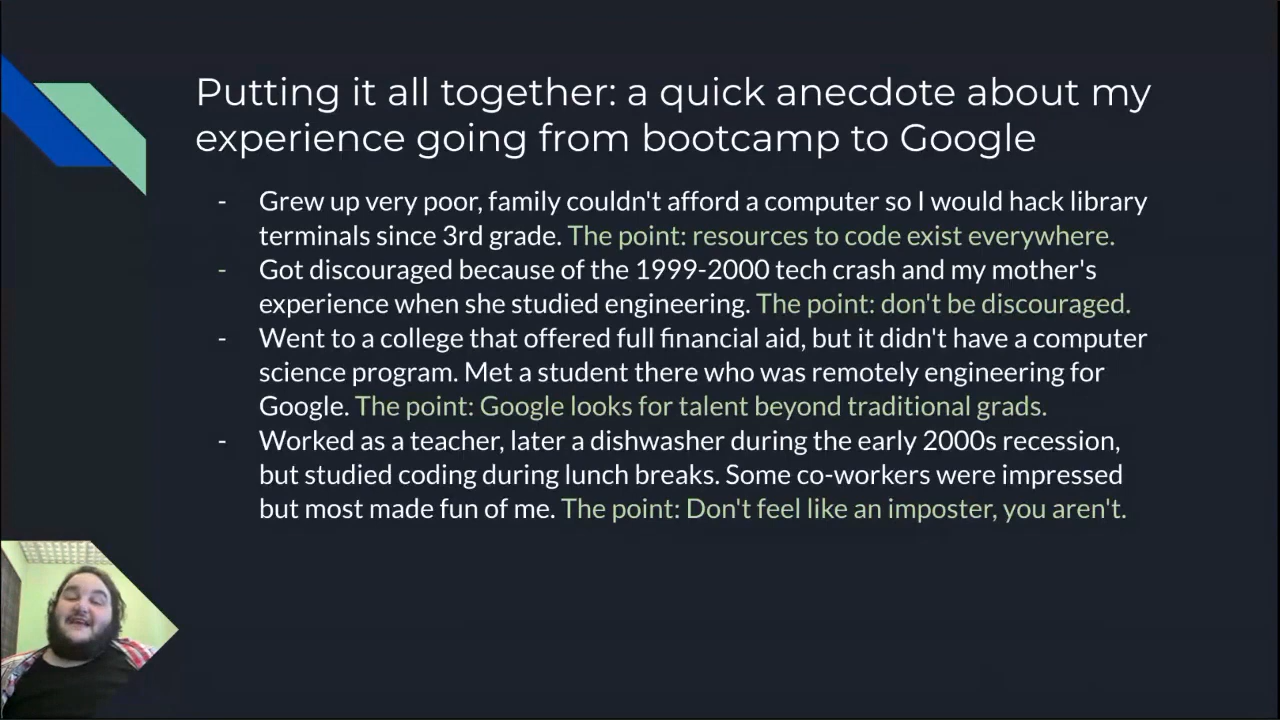 Putting it all together: a quick anecdote about my
experience going from bootcamp to Google
- Grew up very poor, family couldn't afford a computer so I would hack library
terminals since 3rd grade. The point: resources to code exist everywhere.
- Got discouraged because of the 1999-2000 tech crash and my mother's
experience when she studied engineering. The point: don't be discouraged.
- Went to a college that offered full financial aid, but it didn't have a computer
science program. Met a student there who was remotely engineering for
Google. The point: Google looks for talent beyond traditional grads.
- Worked as a teacher, later a dishwasher during the early 2000s recession,
but studied coding during lunch breaks. Some co-workers were impressed
but most made fun of me. The point: Don't feel like an imposter, you aren't.